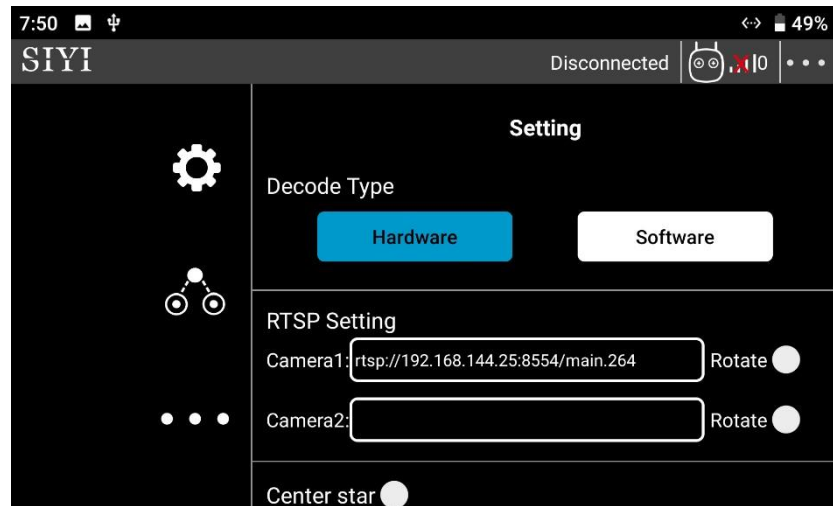 7:50 49%
SIYI Disconnected 0
Setting
Decode Type
Hardware Software
RTSP Setting
Camera1: rtsp://192.168.144.25:8554/main.264 Rotate
Camera2: Rotate
Center star